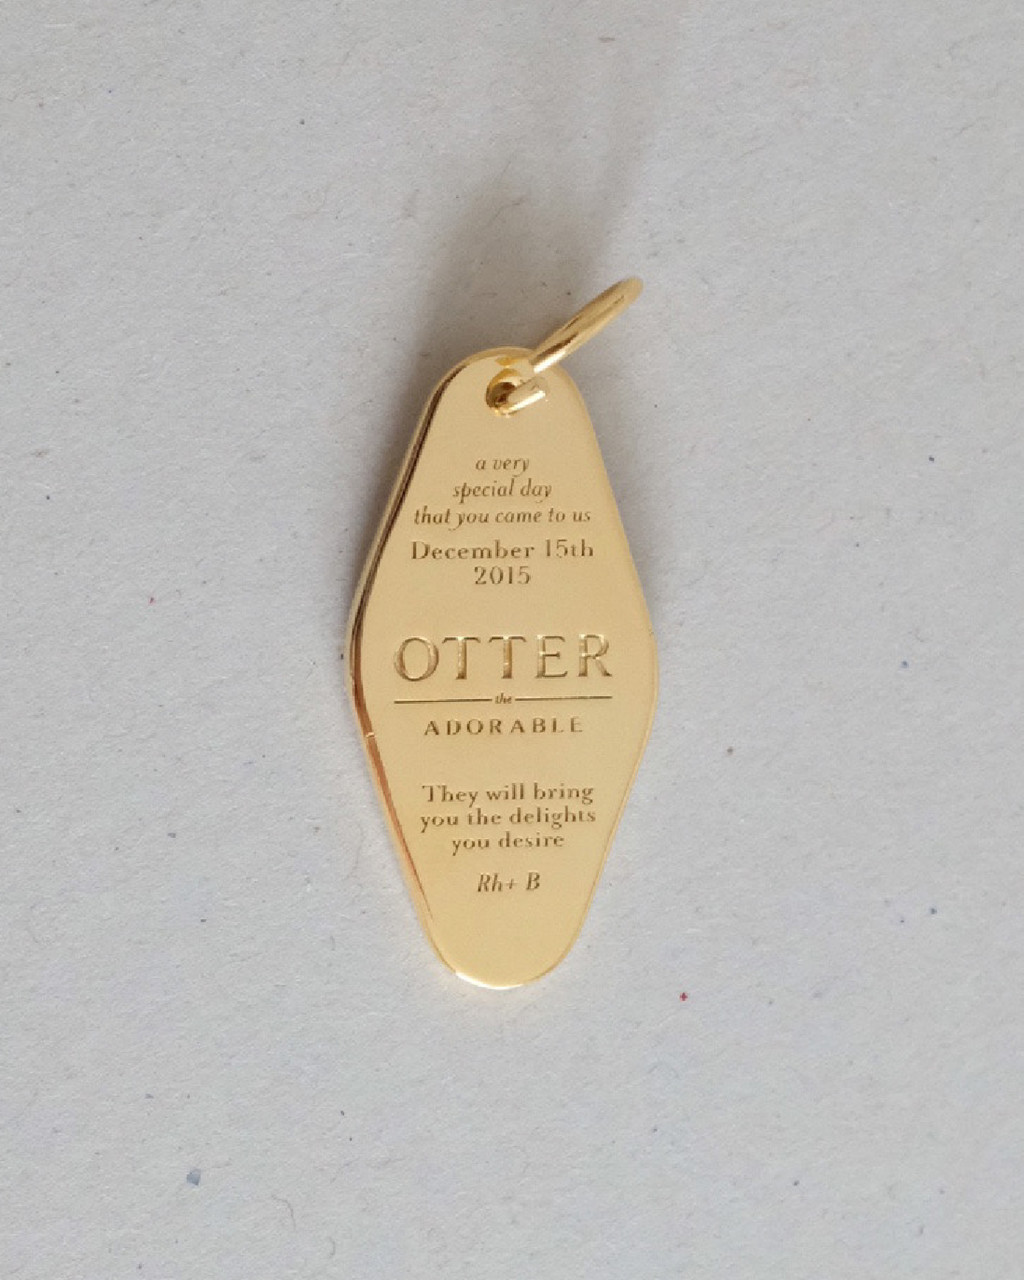 a very
special day
that you came to us
December 15th
2015
OTTER
the
ADORABLE
They will bring
you the delights
you desire
Rh+ B